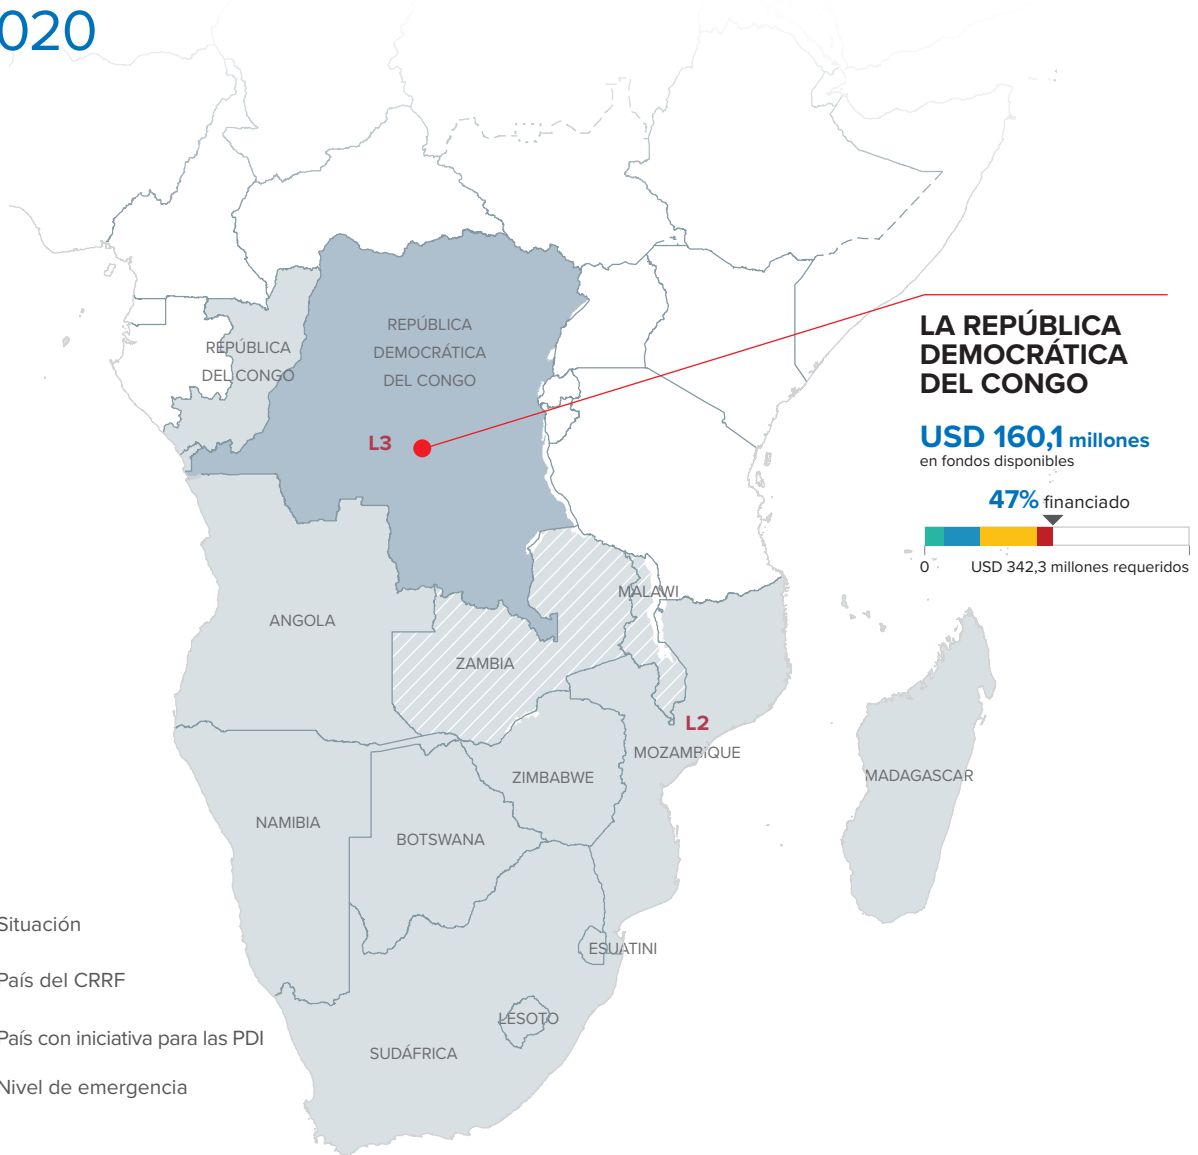 020
REPÚBLICA
DEMOCRÁTICA
DEL CONGO
REPÚBLICA
DEL CONGO
L3
LA REPÚBLICA
DEMOCRÁTICA
DEL CONGO
USD 160,1 millones
en fondos disponibles
47% financiado
0 USD 342,3 millones requeridos
MALAWI
ANGOLA
ZAMBIA
L2
MOZAMBIQUE
ZIMBABWE
MADAGASCAR
NAMIBIA
BOTSWANA
Situación
ESUATINI
País del CRRF
LESOTO
País con iniciativa para las PDI
SUDÁFRICA
Nivel de emergencia